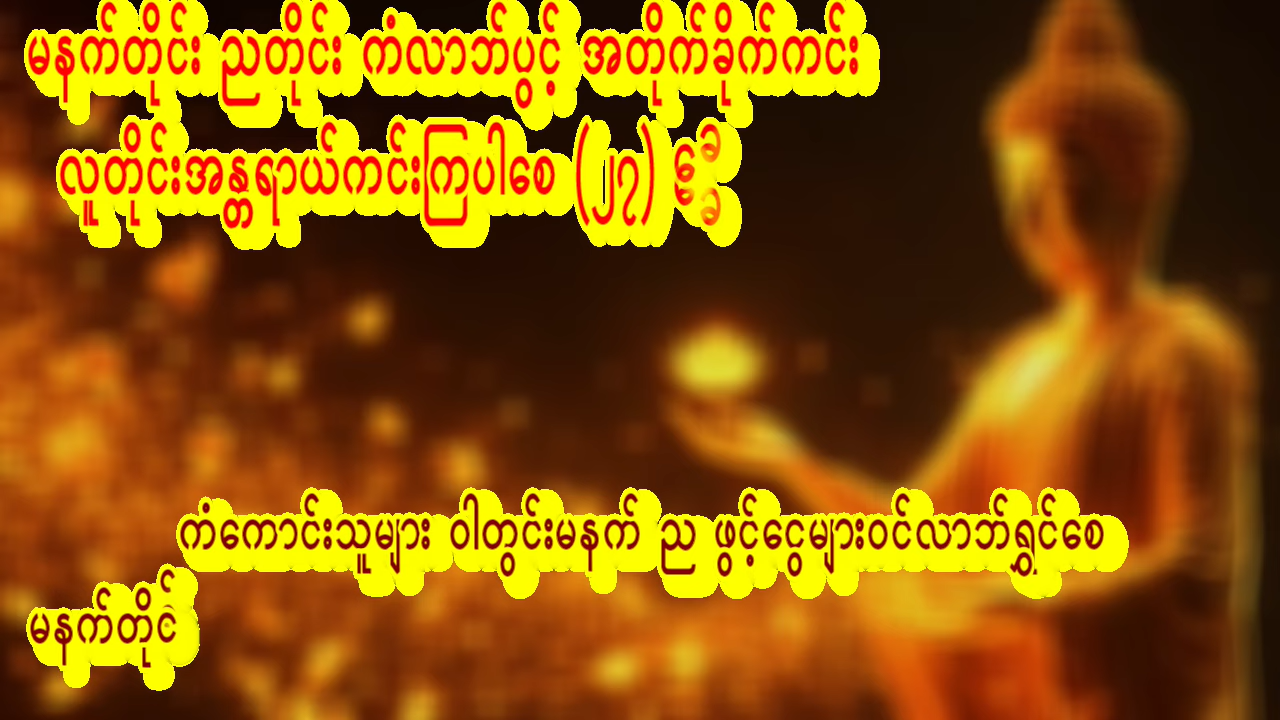 မနက်တိုင်း ညတိုင်း ကံလာဘ်ပွင့် အတိုက်ခိုက်ကင်း
လူတိုင်းအန္တရာယ်ကင်းကြပါစေ (၂၇)
ကံကောင်းသူများ ဝါတွင်းမနက် ည ဖွင့်ငွေများဝင်လာဘ်ရွှင်စေ
မနက်တိုင်